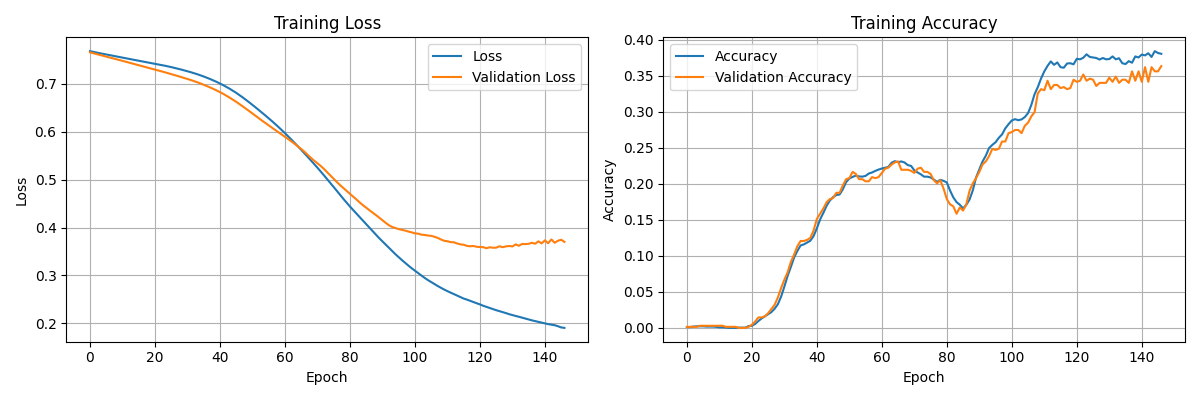 Training Loss
Loss
Validation Loss
0.7
0.6
0.5
0.4
0.3
0.2
Loss
0 20 40 60 80 100 120 140
Epoch
Training Accuracy
Accuracy
Validation Accuracy
0.40
0.35
0.30
0.25
0.20
0.15
0.10
0.05
0.00
Accuracy
0 20 40 60 80 100 120 140
Epoch